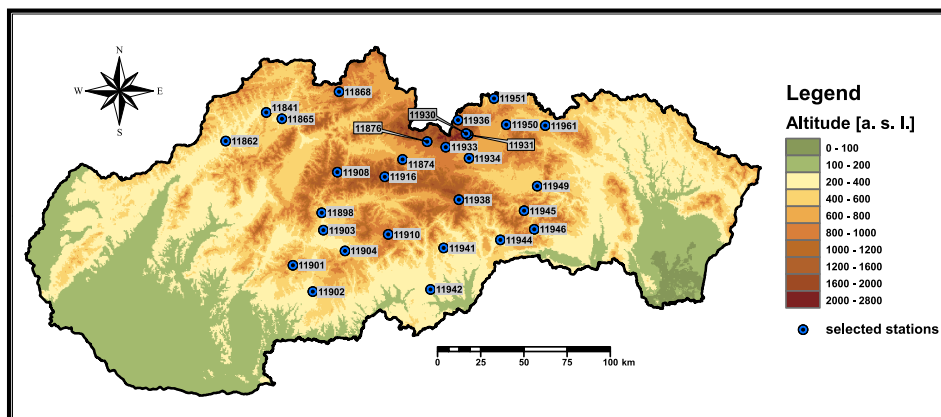 N
W E
S
11868
11951
11930
11841
11865
11936
11950
11961
11876
11931
11862
11933
11934
11874
11908
11916
11949
11938
11945
11898
11903
11946
11910
11944
11904
11941
11901
11902
11942
0 25 50 75 100 km
Legend
Altitude [a. s. l.]
0 - 100
100 - 200
200 - 400
400 - 600
600 - 800
800 - 1000
1000 - 1200
1200 - 1600
1600 - 2000
2000 - 2800
selected stations